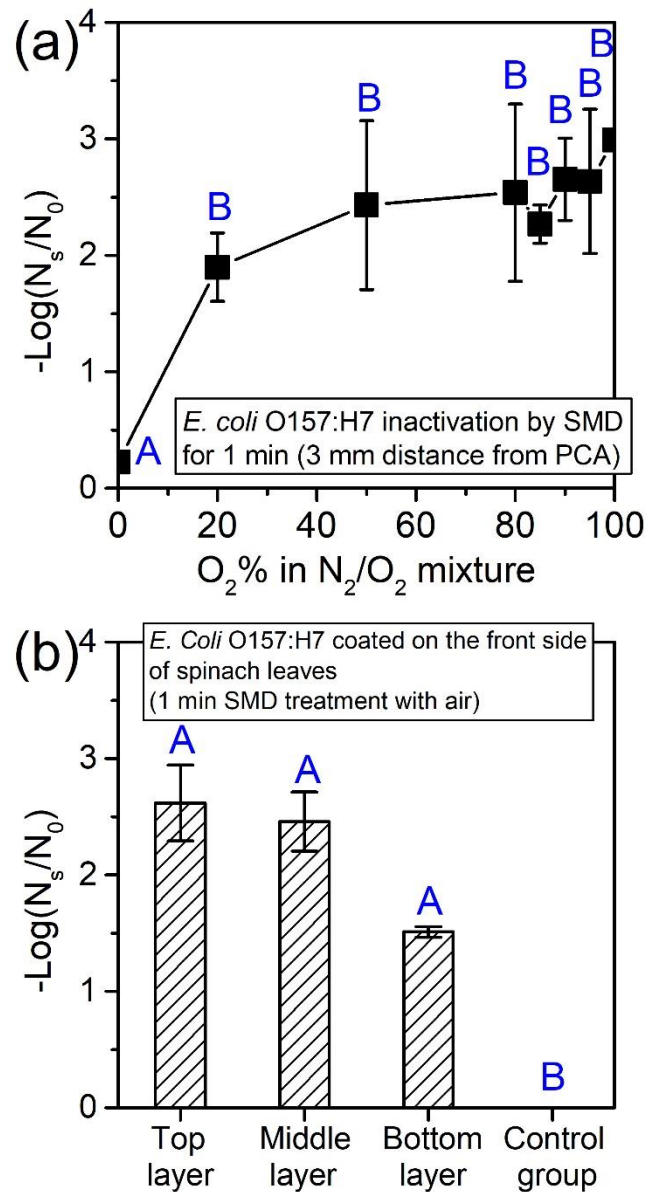 (a)
4
3
2
1
0
-Log(Ns/N0)
A
B
B
B
B
B
B
B
E. coli O157:H7 inactivation by SMD
for 1 min (3 mm distance from PCA)
0 20 40 60 80 100
O2% in N2/O2 mixture
(b)
4
3
2
1
0
-Log(Ns/N0)
E. Coli O157:H7 coated on the front side
of spinach leaves
(1 min SMD treatment with air)
A
A
A
B
Top Middle Bottom Control
layer layer layer group